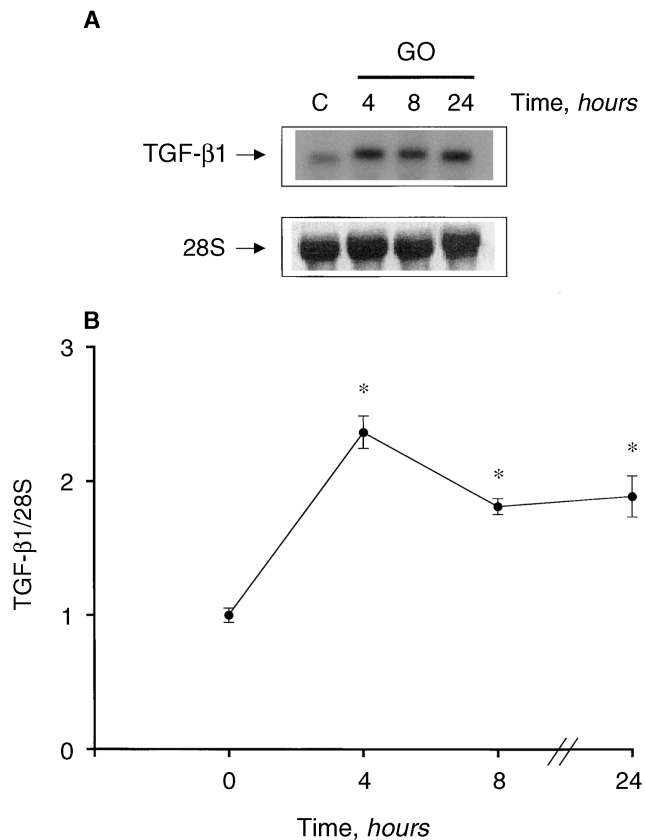 A
GO
C 4 8 24 Time, hours
TGF-β1
28S
B
3
*
*
*
2
TGF-β1/28S
1
0
0 4 8 24
Time, hours